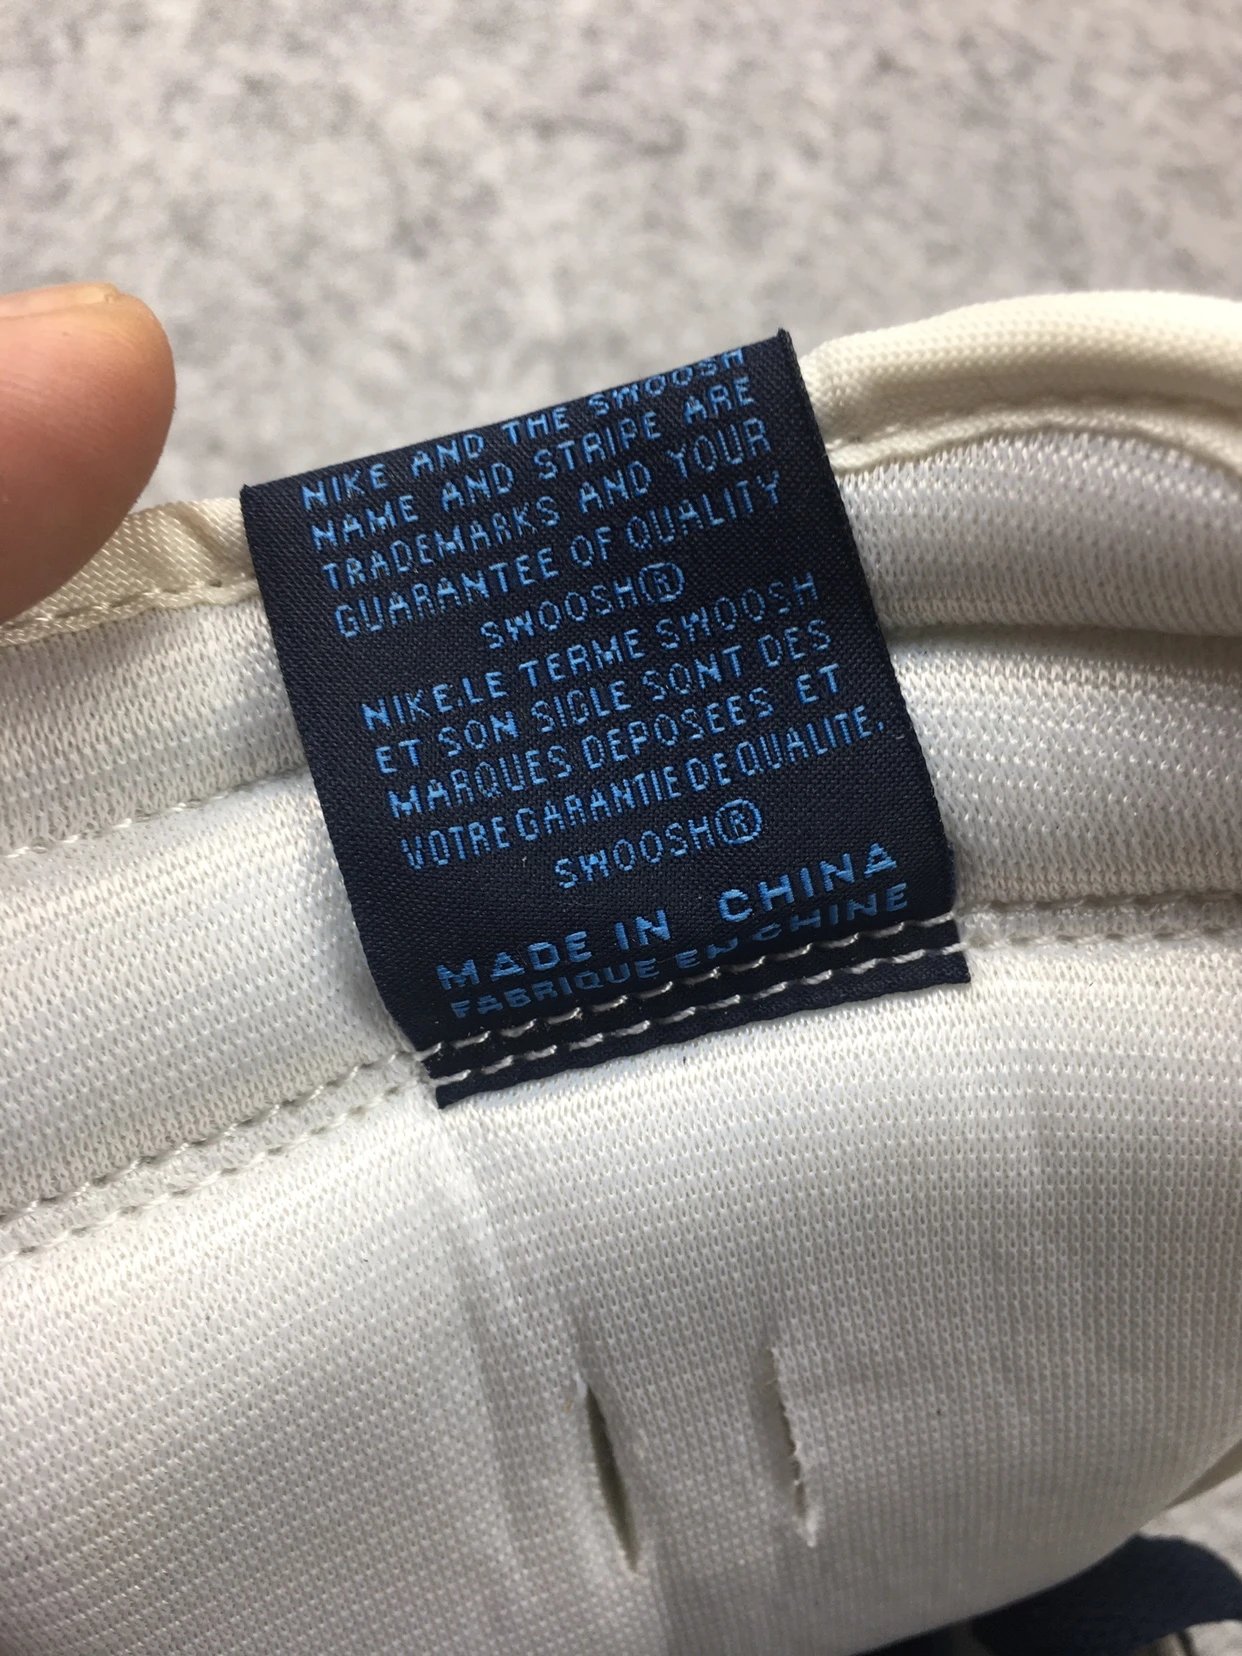 NIKE AND THE SWOOSH
NAME AND STRIPE ARE
TRADEMARKS AND YOUR
GUARANTEE OF QUALITY
SWOOSH®
NIKE.LE TERME SWOOSH
ET SON SIGLE SONT DES
MARQUES DEPOSEES ET
VOTRE GARANTIE DE QUALITE.
SWOOSH®
MADE IN CHINA
FABRIQUE EN CHINE